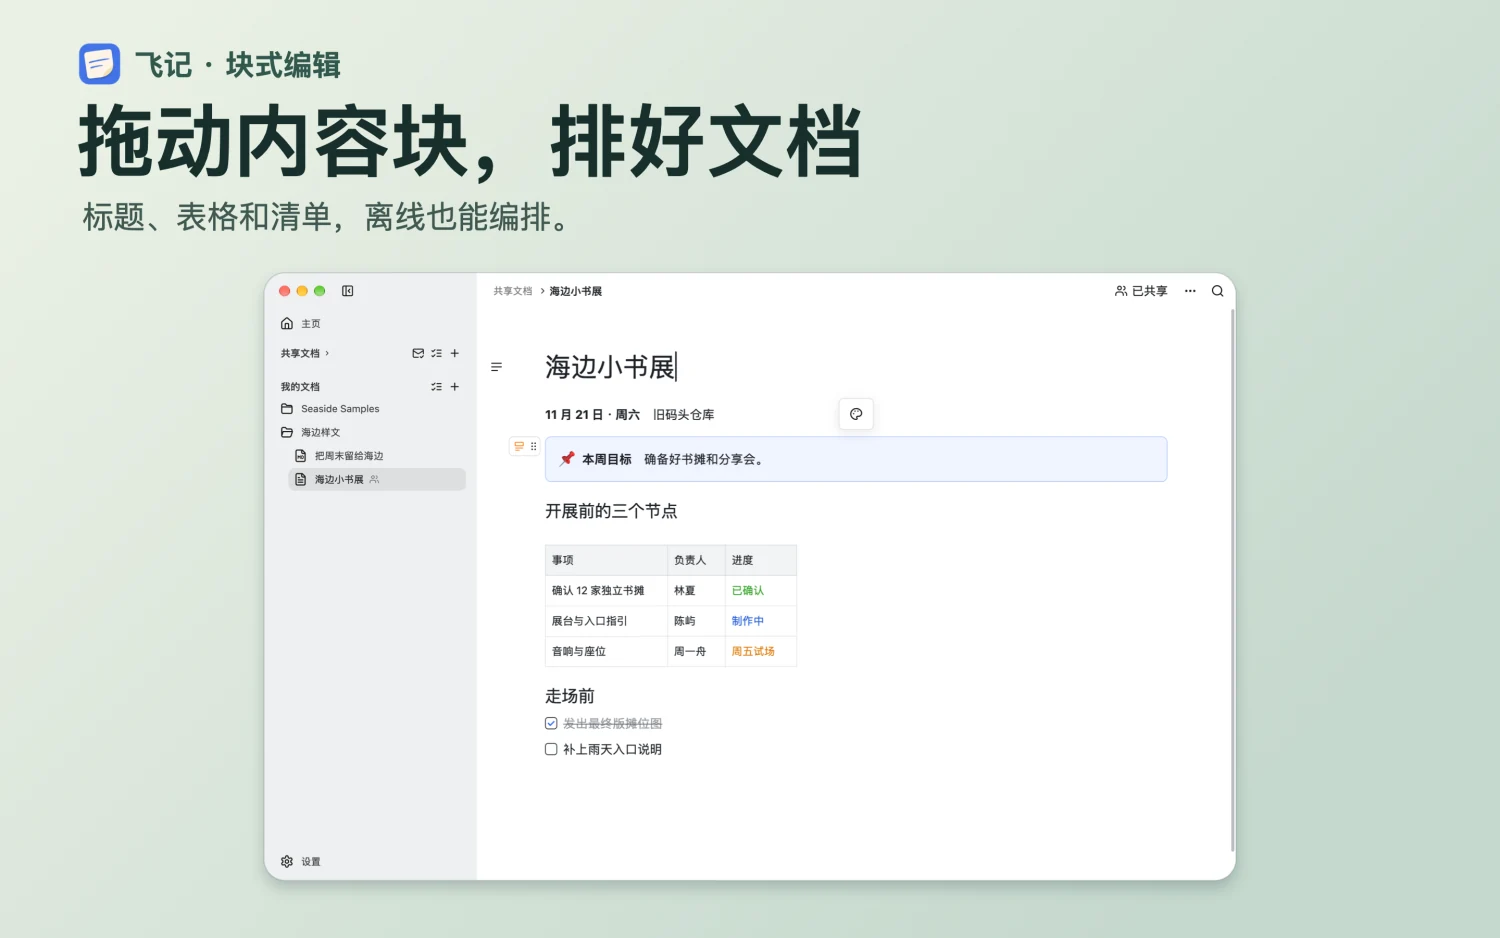 飞记 · 块式编辑
拖动内容块，排好文档
标题、表格和清单，离线也能编排。
共享文档 › 海边小书展
已共享
主页
共享文档 ›
我的文档
Seaside Samples
海边样文
把周末留给海边
海边小书展
设置
海边小书展
11 月 21 日 · 周六 旧码头仓库
📌 本周目标 确备好书摊和分享会。
开展前的三个节点
事项 负责人 进度
确认 12 家独立书摊 林夏 已确认
展台与入口指引 陈屿 制作中
音响与座位 周一舟 周五试场
走场前
发出最终版摊位图
补上雨天入口说明